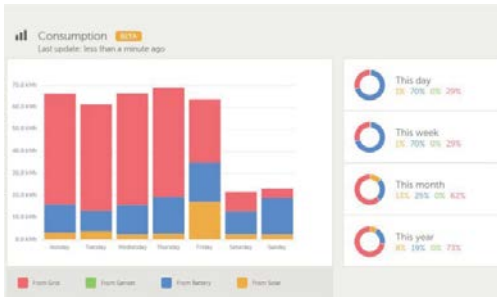 Consumption BETA
Last update: less than a minute ago
70.0 kWh
60.0 kWh
50.0 kWh
40.0 kWh
30.0 kWh
20.0 kWh
10.0 kWh
0.0 kWh
Monday Tuesday Wednesday Thursday Friday Saturday Sunday
From Grid From Genset From Battery From Solar
This day
1% 70% 0% 29%
This week
1% 70% 0% 29%
This month
13% 25% 0% 62%
This year
8% 19% 0% 73%